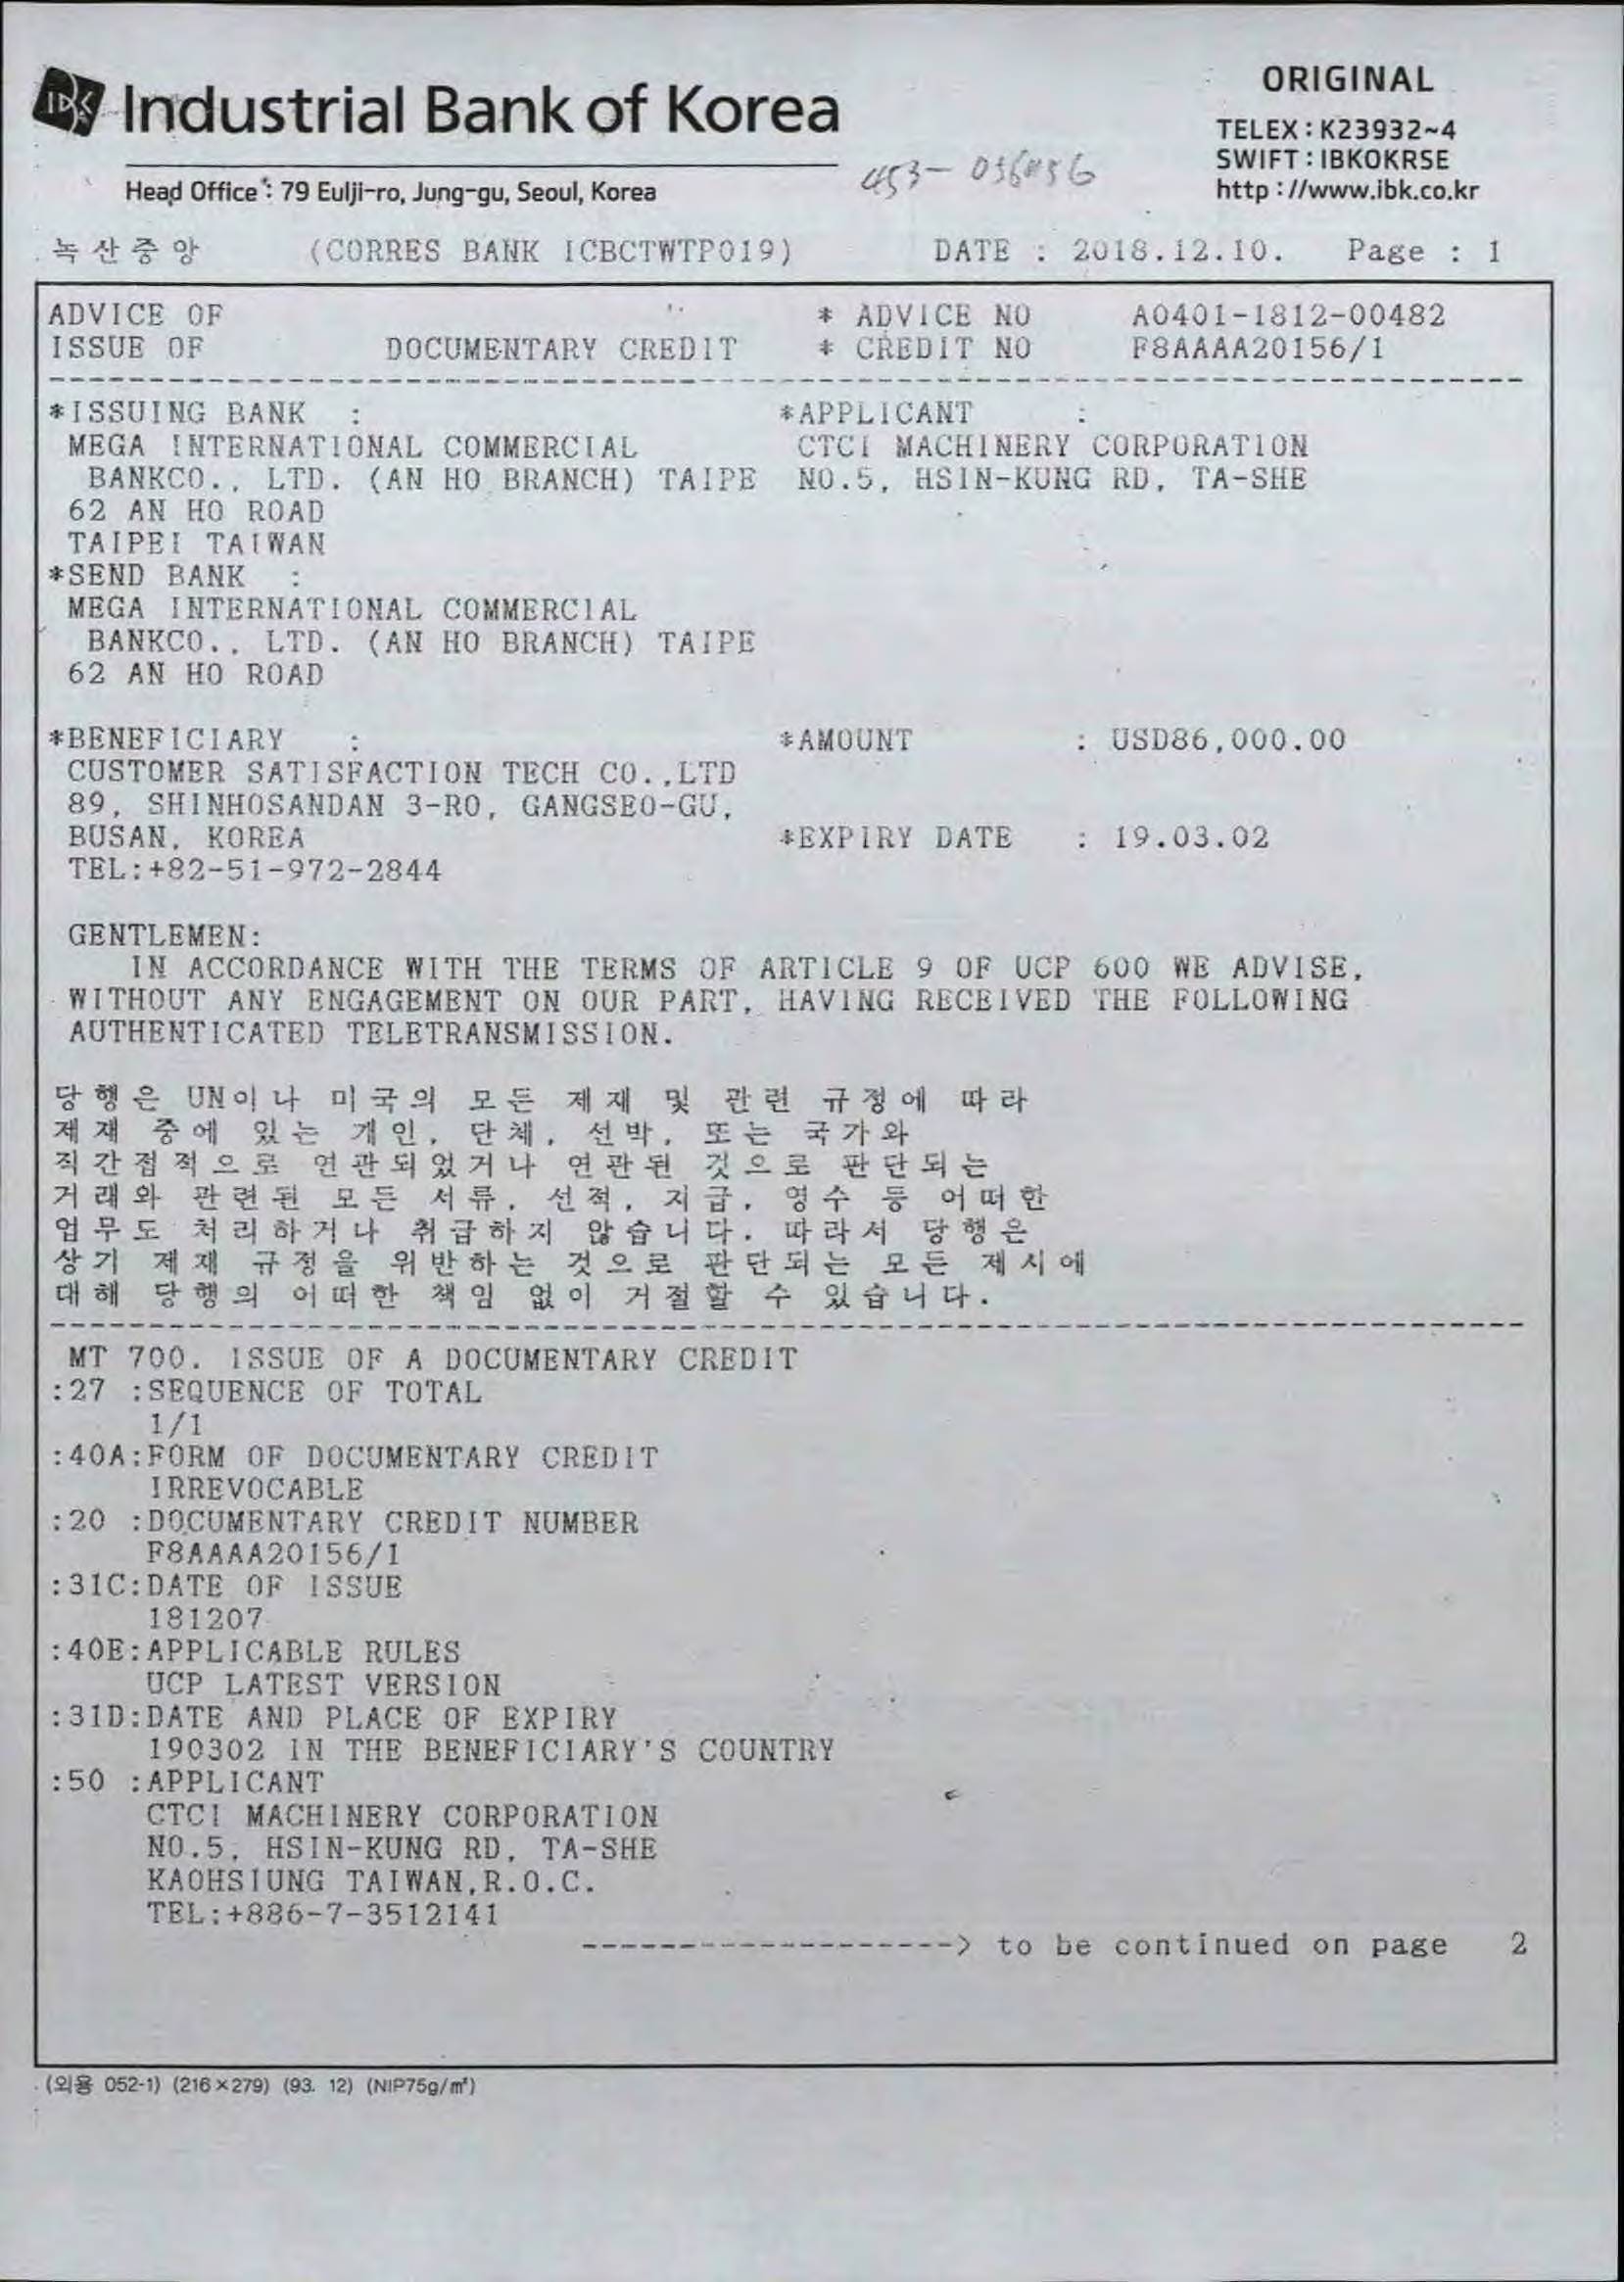 IBK Industrial Bank of Korea
ORIGINAL
TELEX : K23932~4
SWIFT : IBKOKRSE
http : //www.ibk.co.kr
Head Office : 79 Eulji-ro, Jung-gu, Seoul, Korea
녹산중앙 (CORRES BANK ICBCTWTP019) DATE : 2018.12.10. Page : 1
ADVICE OF * ADVICE NO A0401-1812-00482
ISSUE OF DOCUMENTARY CREDIT * CREDIT NO F8AAAA20156/1
*ISSUING BANK : *APPLICANT :
MEGA INTERNATIONAL COMMERCIAL CTCI MACHINERY CORPORATION
BANKCO., LTD. (AN HO BRANCH) TAIPE NO.5, HSIN-KUNG RD, TA-SHE
62 AN HO ROAD
TAIPEI TAIWAN
*SEND BANK :
MEGA INTERNATIONAL COMMERCIAL
BANKCO., LTD. (AN HO BRANCH) TAIPE
62 AN HO ROAD
*BENEFICIARY : *AMOUNT : USD86,000.00
CUSTOMER SATISFACTION TECH CO.,LTD
89, SHINHOSANDAN 3-RO, GANGSEO-GU,
BUSAN, KOREA *EXPIRY DATE : 19.03.02
TEL:+82-51-972-2844
GENTLEMEN:
IN ACCORDANCE WITH THE TERMS OF ARTICLE 9 OF UCP 600 WE ADVISE,
WITHOUT ANY ENGAGEMENT ON OUR PART, HAVING RECEIVED THE FOLLOWING
AUTHENTICATED TELETRANSMISSION.
당행은 UN이나 미국의 모든 제재 및 관련 규정에 따라
제재 중에 있는 개인, 단체, 선박, 또는 국가와
직간접적으로 연관되었거나 연관된 것으로 판단되는
거래와 관련된 모든 서류, 선적, 지급, 영수 등 어떠한
업무도 처리하거나 취급하지 않습니다. 따라서 당행은
상기 제재 규정을 위반하는 것으로 판단되는 모든 제시에
대해 당행의 어떠한 책임 없이 거절할 수 있습니다.
MT 700. ISSUE OF A DOCUMENTARY CREDIT
:27 :SEQUENCE OF TOTAL
1/1
:40A:FORM OF DOCUMENTARY CREDIT
IRREVOCABLE
:20 :DOCUMENTARY CREDIT NUMBER
F8AAAA20156/1
:31C:DATE OF ISSUE
181207
:40E:APPLICABLE RULES
UCP LATEST VERSION
:31D:DATE AND PLACE OF EXPIRY
190302 IN THE BENEFICIARY'S COUNTRY
:50 :APPLICANT
CTCI MACHINERY CORPORATION
NO.5, HSIN-KUNG RD, TA-SHE
KAOHSIUNG TAIWAN,R.O.C.
TEL:+886-7-3512141
-------------------> to be continued on page 2
(외용 052-1) (216×279) (93. 12) (NIP75g/㎡)